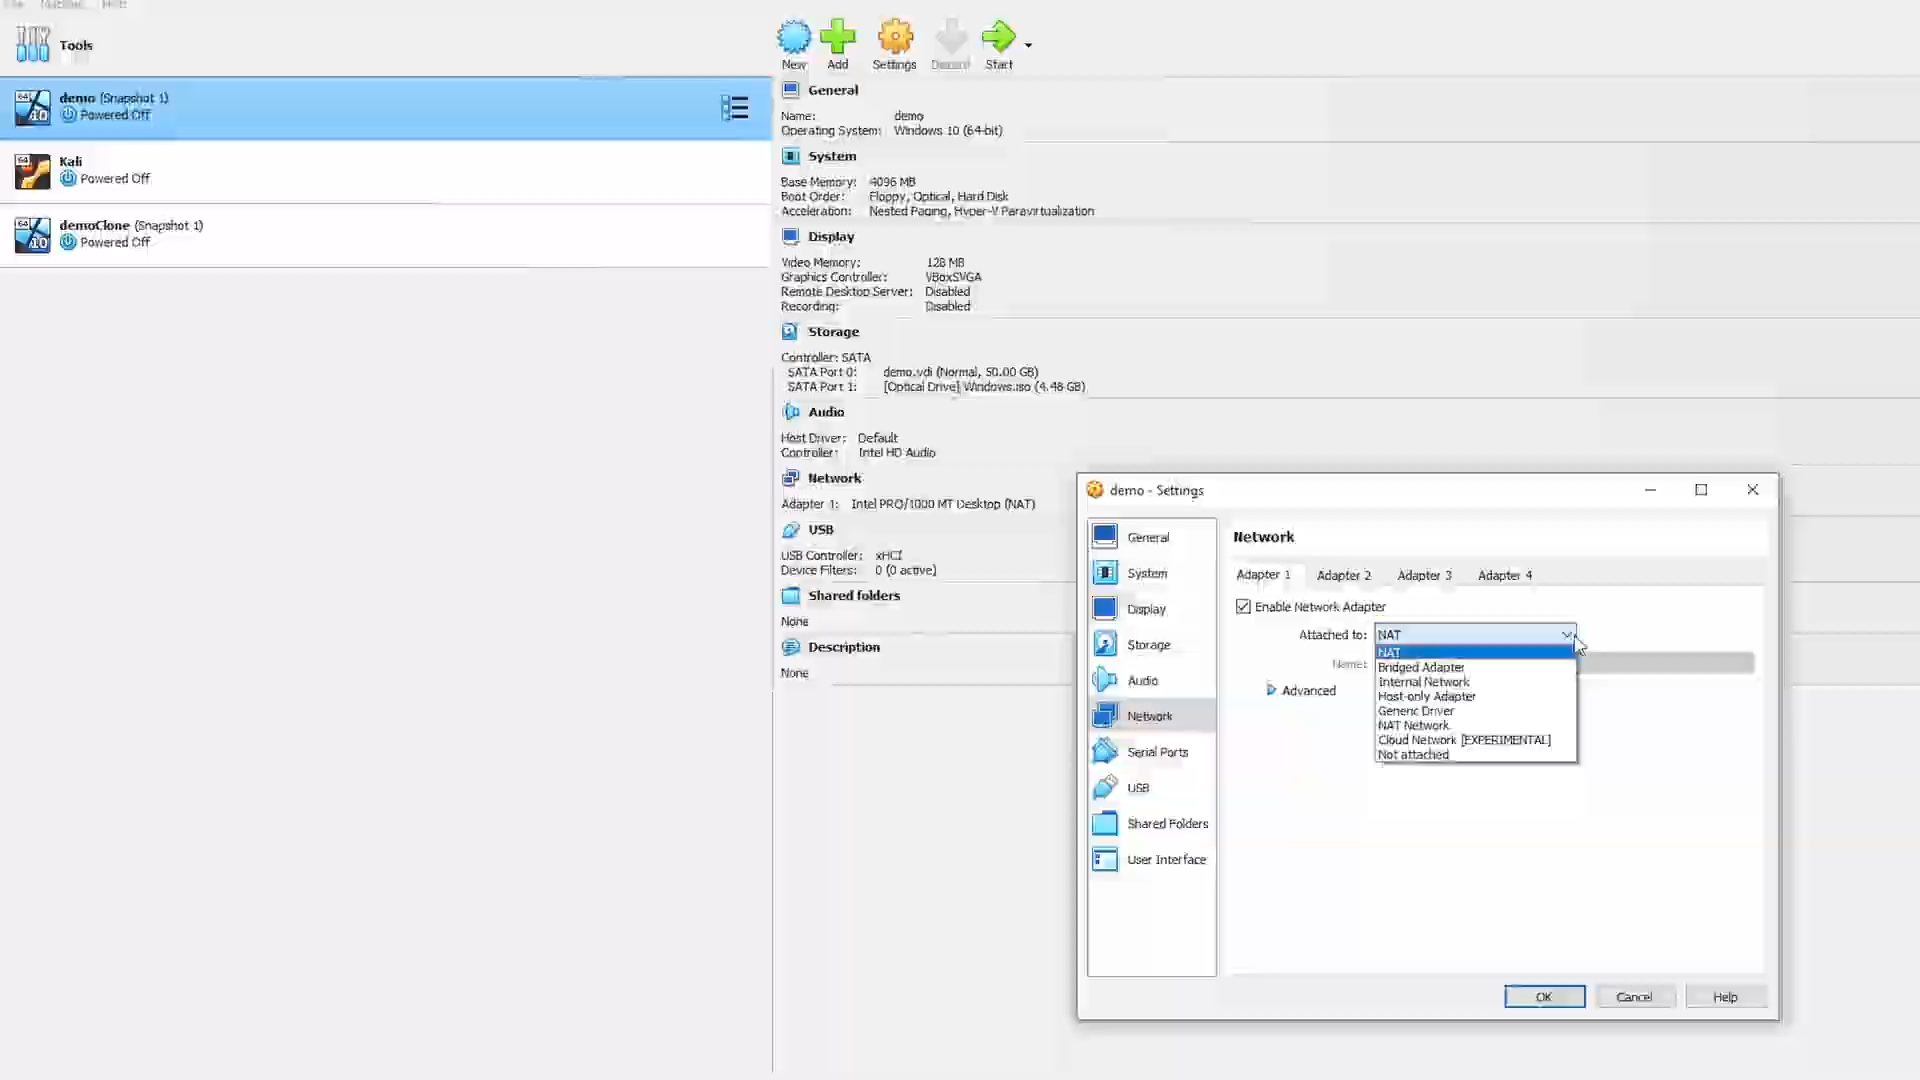 Tools
New Add Settings Discard Start
demo (Snapshot 1)
Powered Off
Kali
Powered Off
demoClone (Snapshot 1)
Powered Off
General
Name: demo
Operating System: Windows 10 (64-bit)
System
Base Memory: 4096 MB
Boot Order: Floppy, Optical, Hard Disk
Acceleration: Nested Paging, Hyper-V Paravirtualization
Display
Video Memory: 128 MB
Graphics Controller: VBoxSVGA
Remote Desktop Server: Disabled
Recording: Disabled
Storage
Controller: SATA
SATA Port 0: demo.vdi (Normal, 50.00 GB)
SATA Port 1: [Optical Drive] Windows.iso (4.48 GB)
Audio
Host Driver: Default
Controller: Intel HD Audio
Network
Adapter 1: Intel PRO/1000 MT Desktop (NAT)
USB
USB Controller: xHCI
Device Filters: 0 (0 active)
Shared folders
None
Description
None
demo - Settings
General
System
Display
Storage
Audio
Network
Serial Ports
USB
Shared Folders
User Interface
Network
Adapter 1 Adapter 2 Adapter 3 Adapter 4
Enable Network Adapter
Attached to: NAT
NAT
Name:
Bridged Adapter
Internal Network
Advanced
Host-only Adapter
Generic Driver
NAT Network
Cloud Network [EXPERIMENTAL]
Not attached
OK Cancel Help